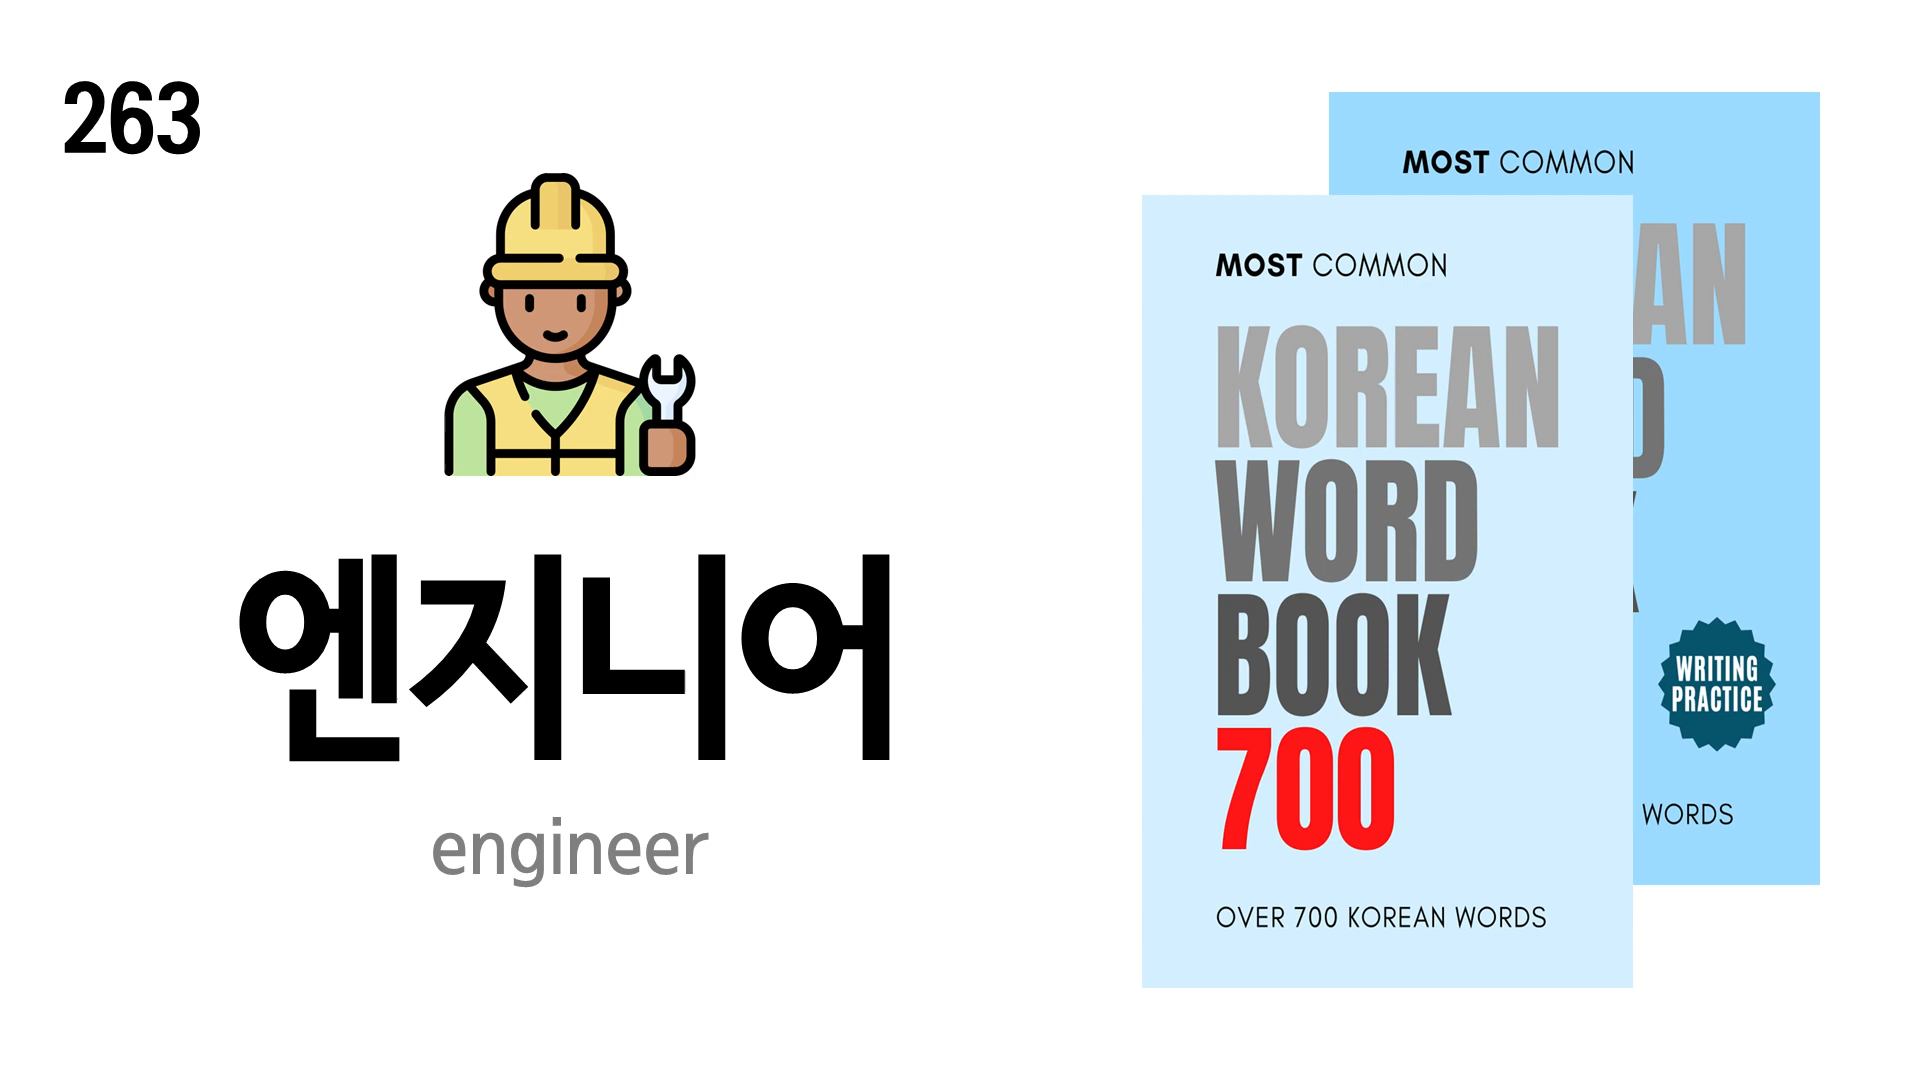 263
엔지니어
engineer
MOST COMMON
KOREAN
WORD
BOOK
700
OVER 700 KOREAN WORDS
MOST COMMON
WRITING
PRACTICE
WORDS